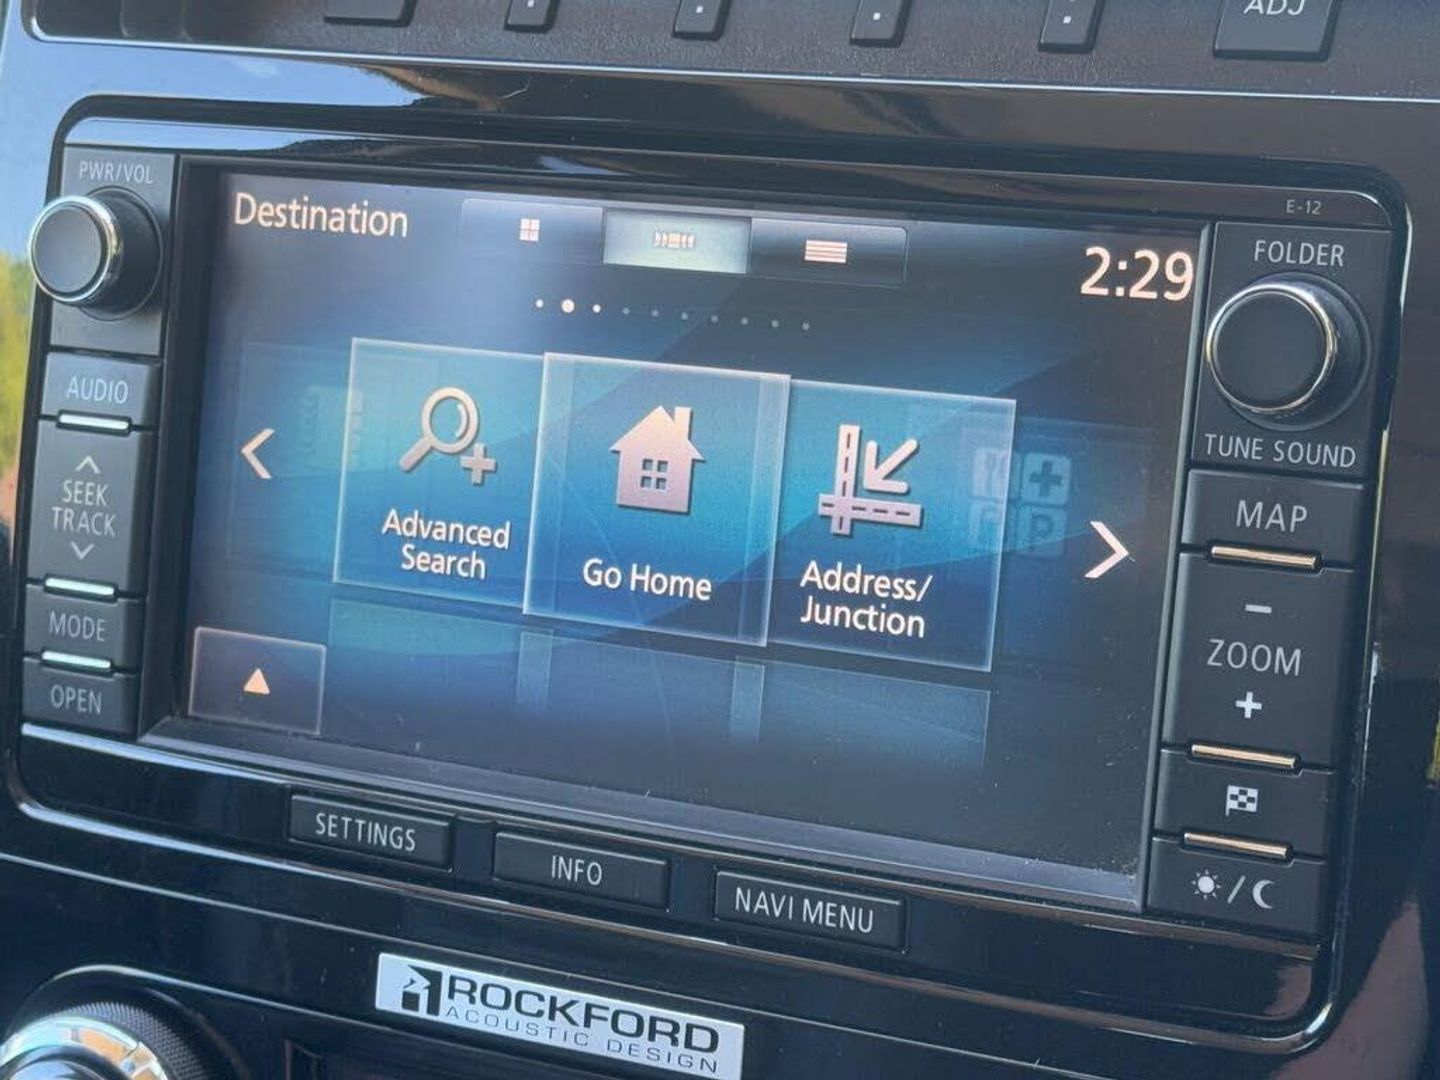 ADJ
PWR/VOL
E-12
Destination
2:29
FOLDER
TUNE SOUND
AUDIO
SEEK
TRACK
MODE
OPEN
Advanced
Search
Go Home
Address/
Junction
P
MAP
ZOOM
SETTINGS
INFO
NAVI MENU
ROCKFORD
ACOUSTIC DESIGN